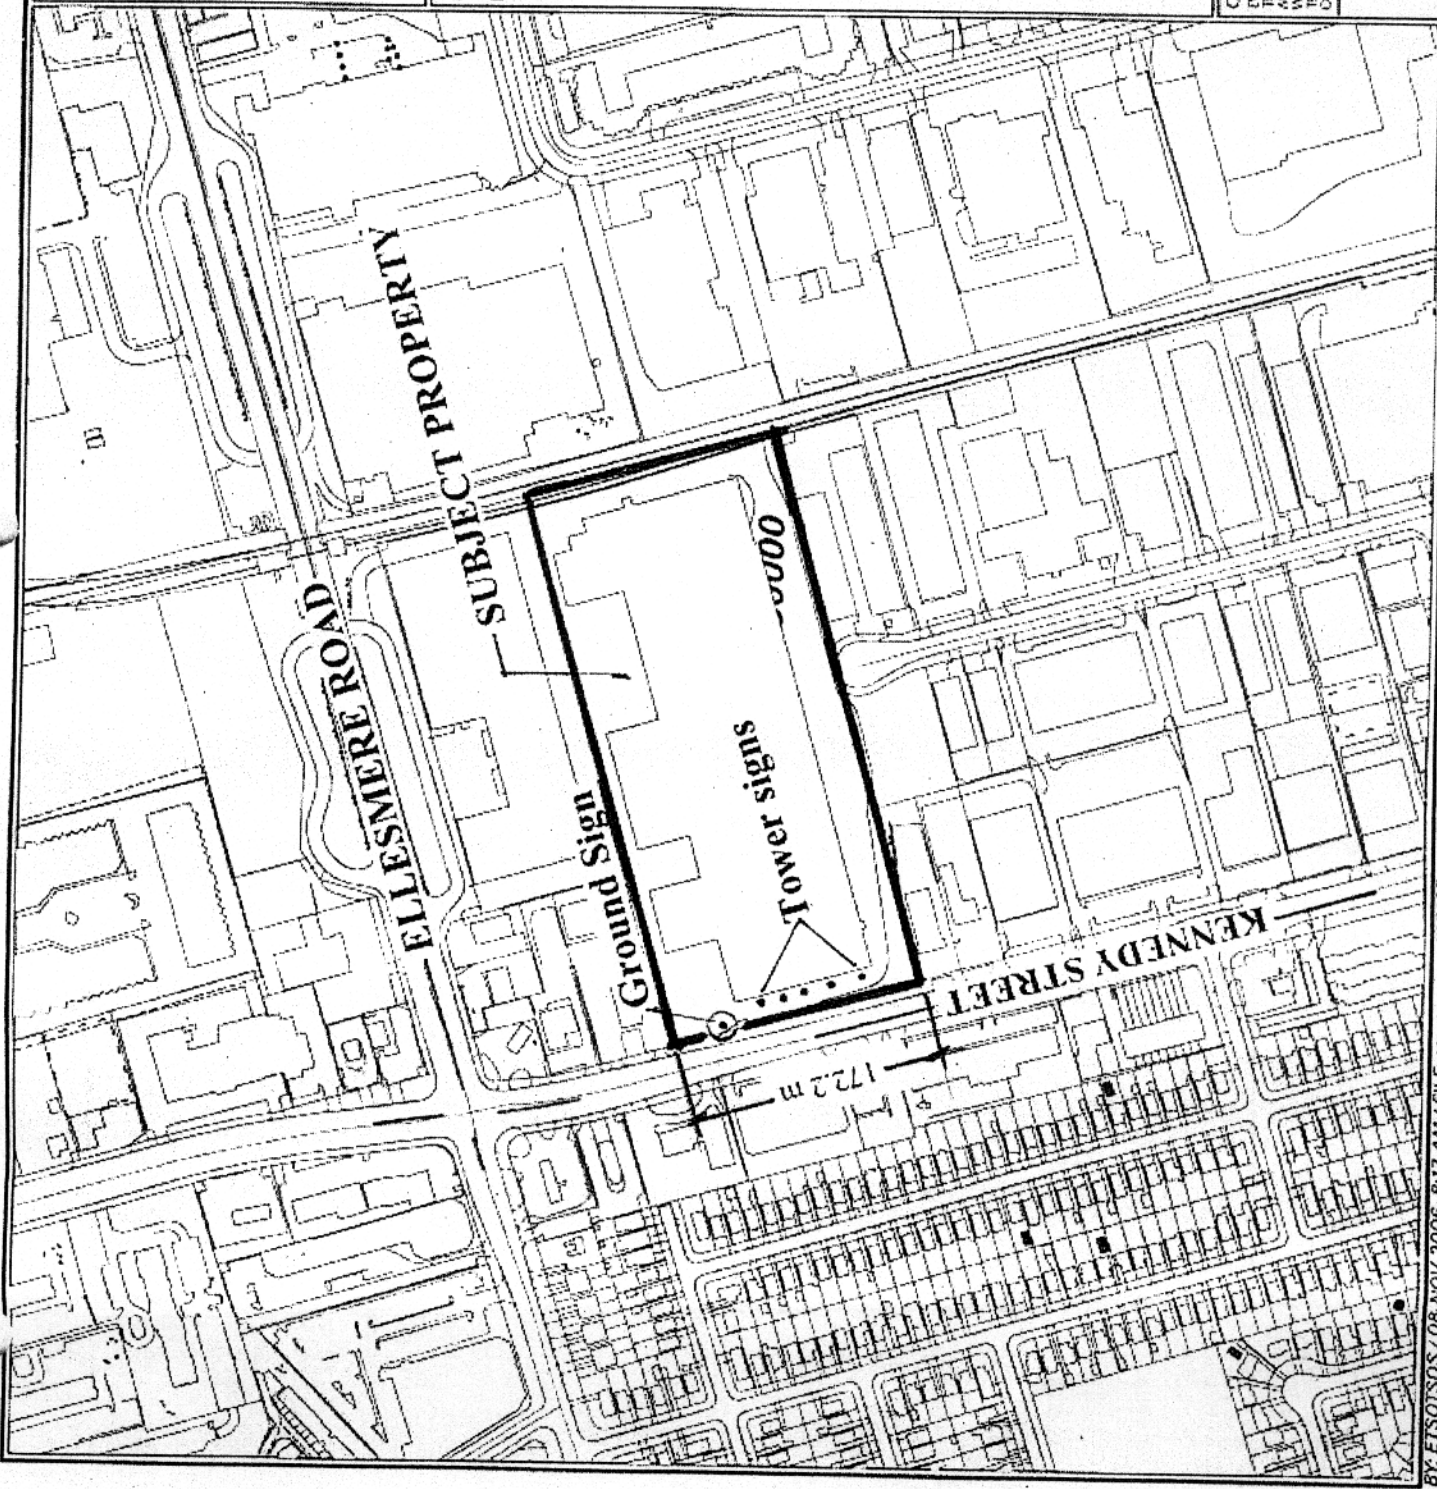 ELLESMERE ROAD
SUBJECT PROPERTY
Ground Sign
Tower signs
KENNEDY STREET
172.2 m